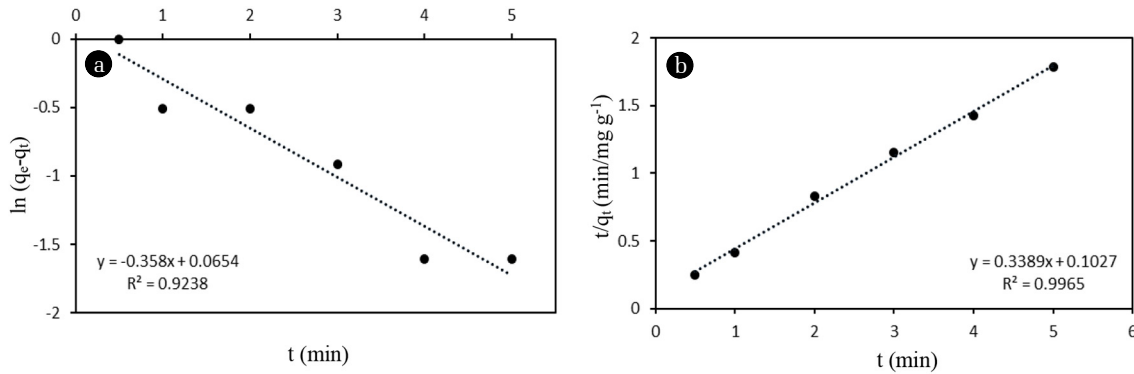 0 1 2 3 4 5
0
-0.5
-1
-1.5
-2
a
ln (qe-qt)
y = -0.358x + 0.0654
R² = 0.9238
t (min)
2
1.5
1
0.5
0
b
t/qt (min/mg g⁻¹)
y = 0.3389x + 0.1027
R² = 0.9965
0 1 2 3 4 5 6
t (min)